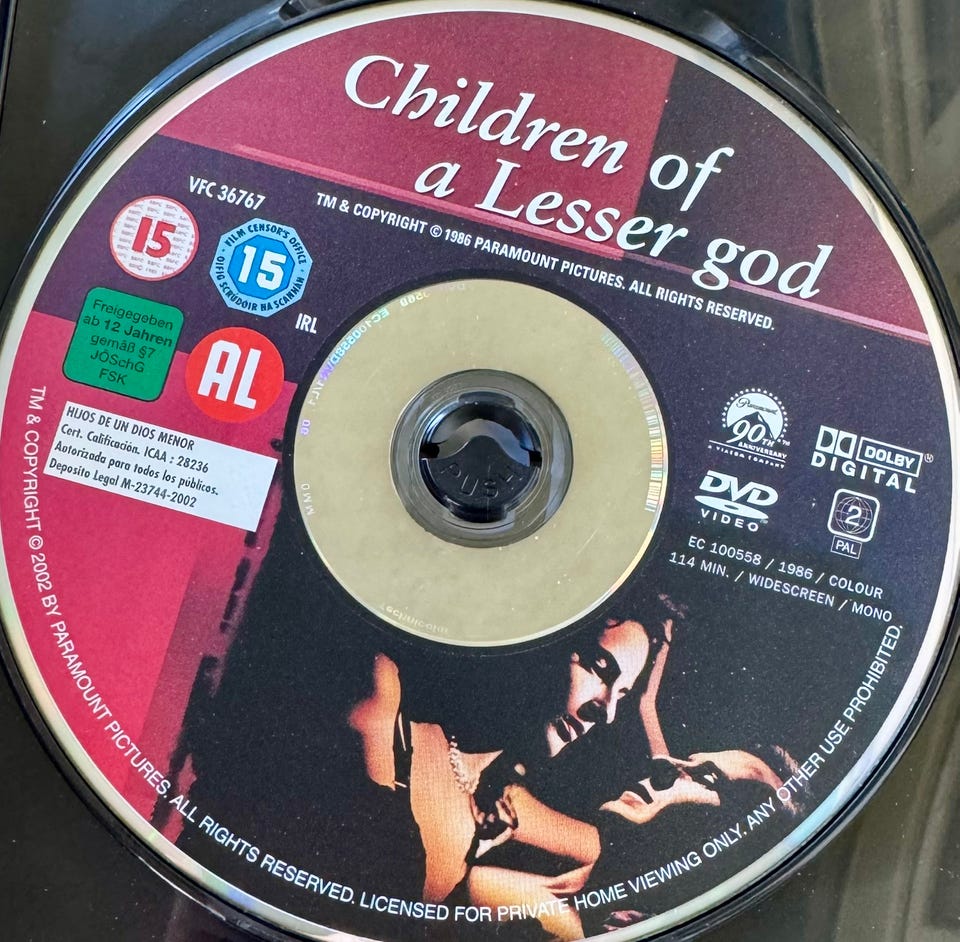 Children of
a Lesser god
TM & COPYRIGHT © 1986 PARAMOUNT PICTURES. ALL RIGHTS RESERVED.
VFC 36767
15
FILM CENSOR'S OFFICE
15
OIFIG SCRÚDÓIR NA SCANNÁN
IRL
Freigegeben
ab 12 Jahren
gemäß §7
JÖSchG
FSK
AL
HIJOS DE UN DIOS MENOR
Cert. Calificación. ICAA : 28236
Autorizada para todos los públicos.
Deposito Legal M-23744-2002
PUSH
Technicolor
Paramount
90TH
ANNIVERSARY
A VIACOM COMPANY
DOLBY
DIGITAL
DVD
VIDEO
2
PAL
EC 100558 / 1986 / COLOUR
114 MIN. / WIDESCREEN / MONO
TM & COPYRIGHT © 2002 BY PARAMOUNT PICTURES. ALL RIGHTS RESERVED. LICENSED FOR PRIVATE HOME VIEWING ONLY. ANY OTHER USE PROHIBITED.